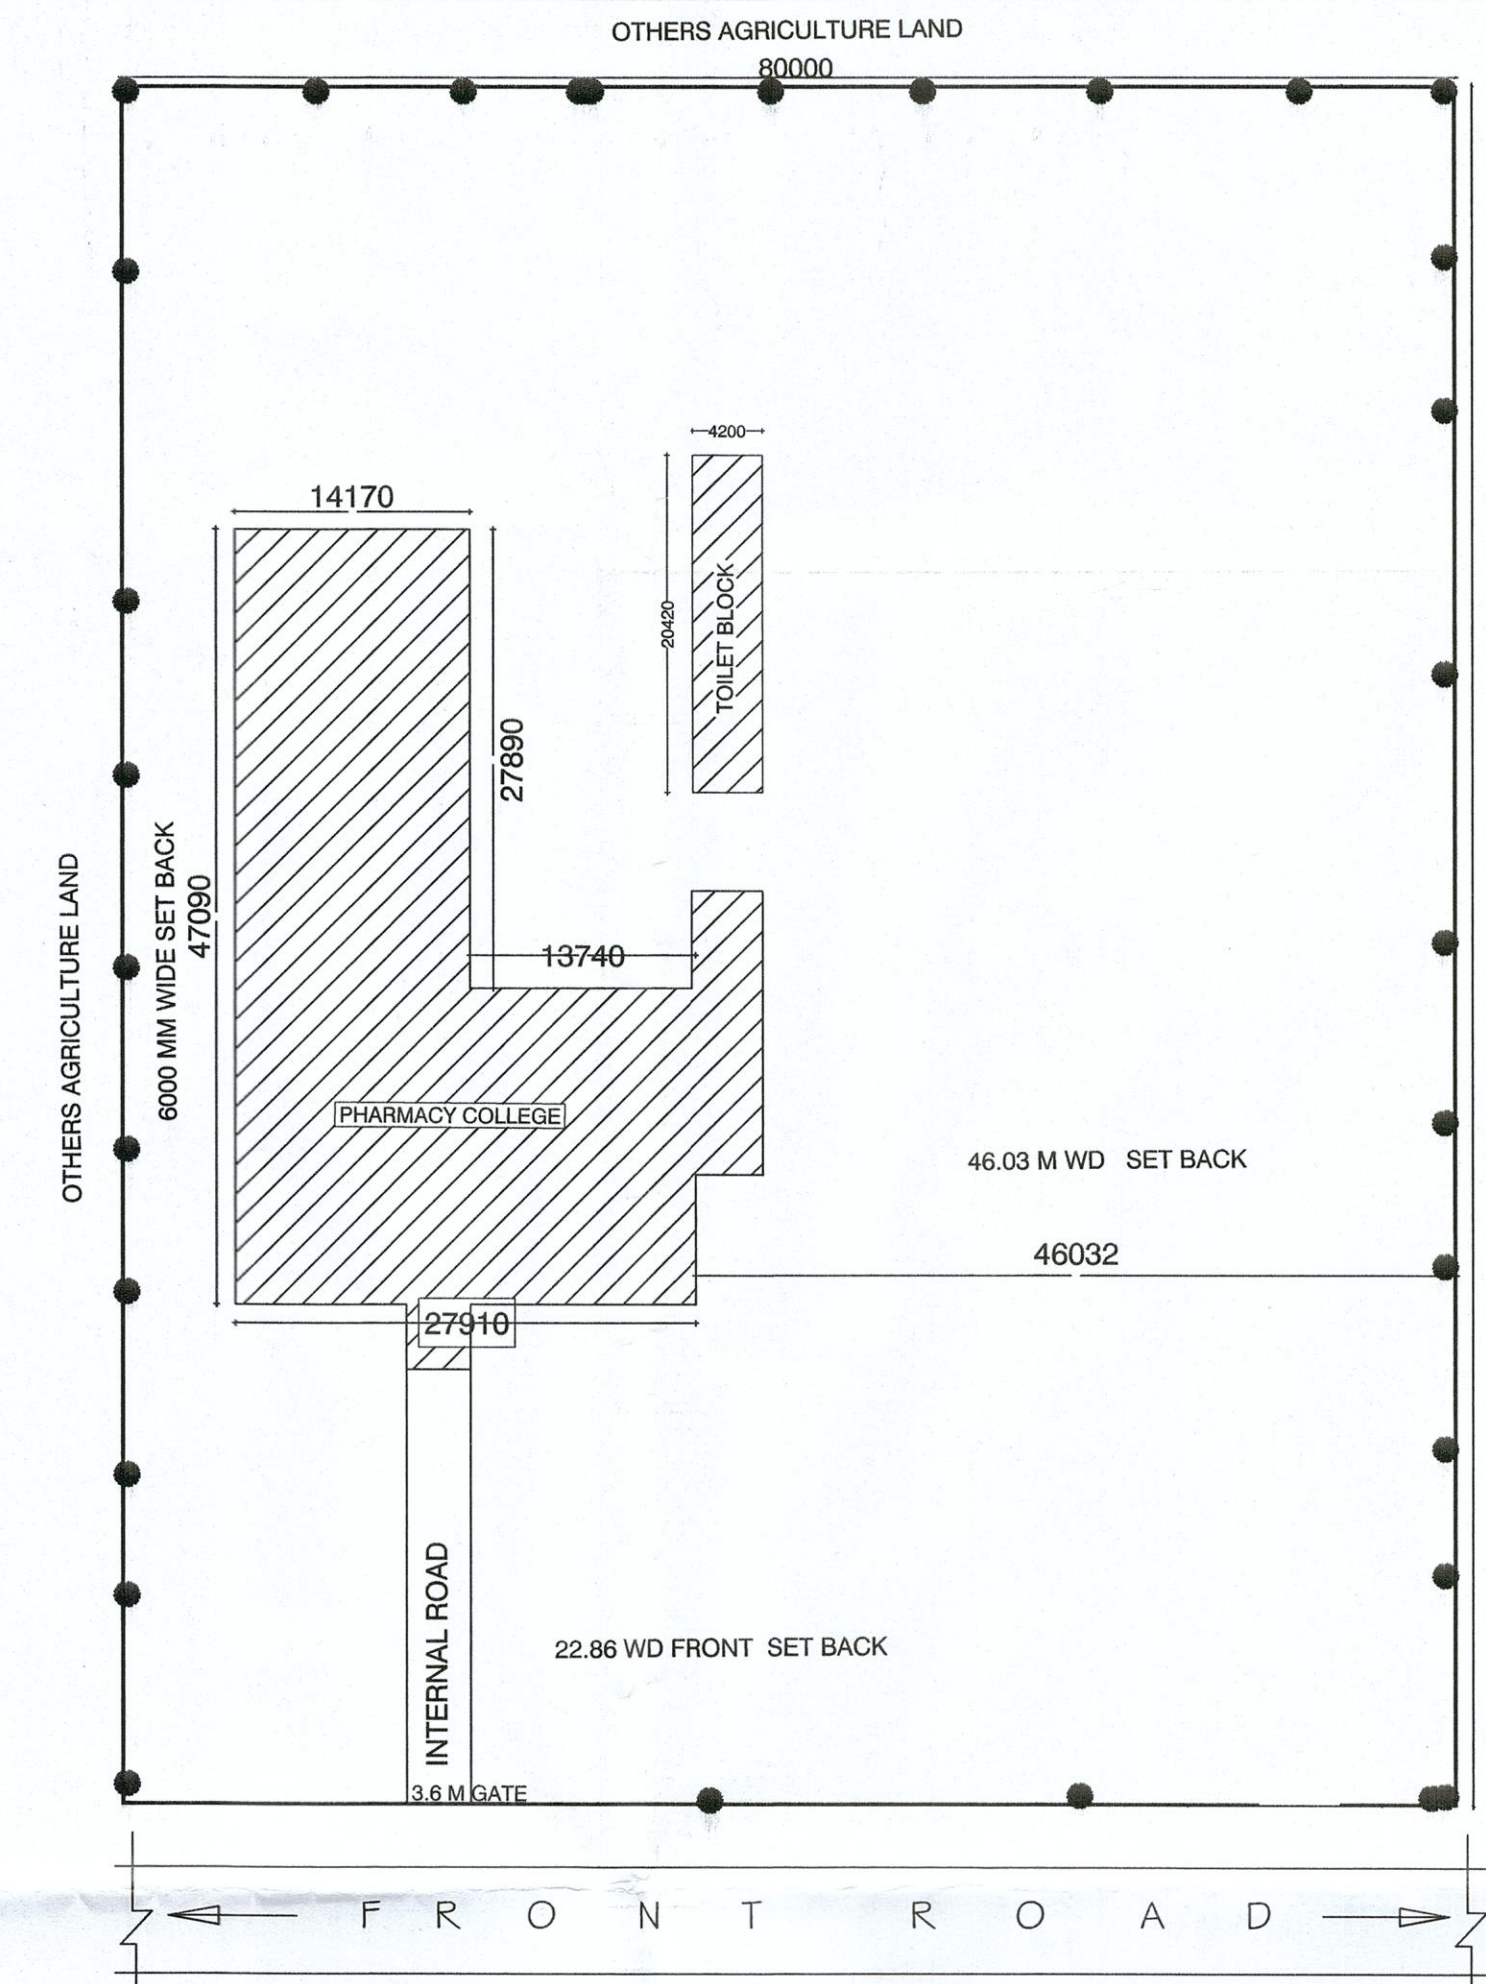 OTHERS AGRICULTURE LAND
80000
4200
14170
20420
TOILET BLOCK
27890
OTHERS AGRICULTURE LAND
6000 MM WIDE SET BACK
47090
13740
PHARMACY COLLEGE
46.03 M WD SET BACK
46032
27910
INTERNAL ROAD
22.86 WD FRONT SET BACK
3.6 M GATE
FRONT ROAD